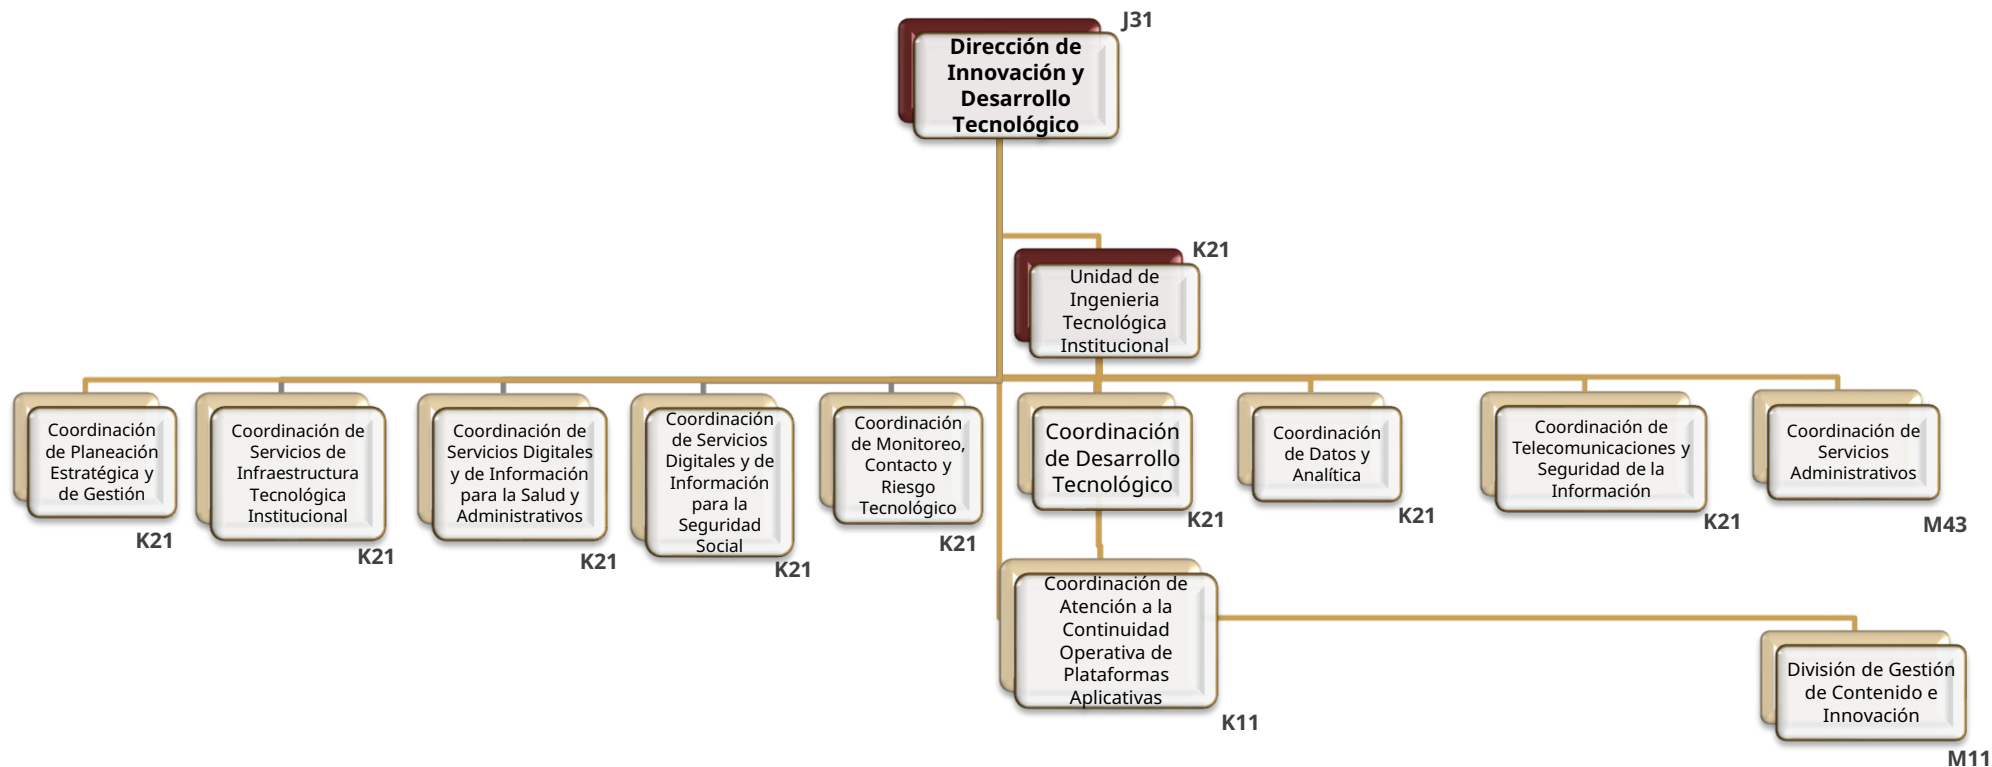 J31
Dirección de
Innovación y
Desarrollo
Tecnológico
K21
Unidad de
Ingenieria
Tecnológica
Institucional
Coordinación
de Planeación
Estratégica y
de Gestión
K21
Coordinación de
Servicios de
Infraestructura
Tecnológica
Institucional
K21
Coordinación de
Servicios Digitales
y de Información
para la Salud y
Administrativos
K21
Coordinación
de Servicios
Digitales y de
Información
para la
Seguridad
Social
K21
Coordinación
de Monitoreo,
Contacto y
Riesgo
Tecnológico
K21
Coordinación
de Desarrollo
Tecnológico
K21
Coordinación
de Datos y
Analítica
K21
Coordinación de
Telecomunicaciones y
Seguridad de la
Información
K21
Coordinación de
Servicios
Administrativos
M43
Coordinación de
Atención a la
Continuidad
Operativa de
Plataformas
Aplicativas
K11
División de Gestión
de Contenido e
Innovación
M11